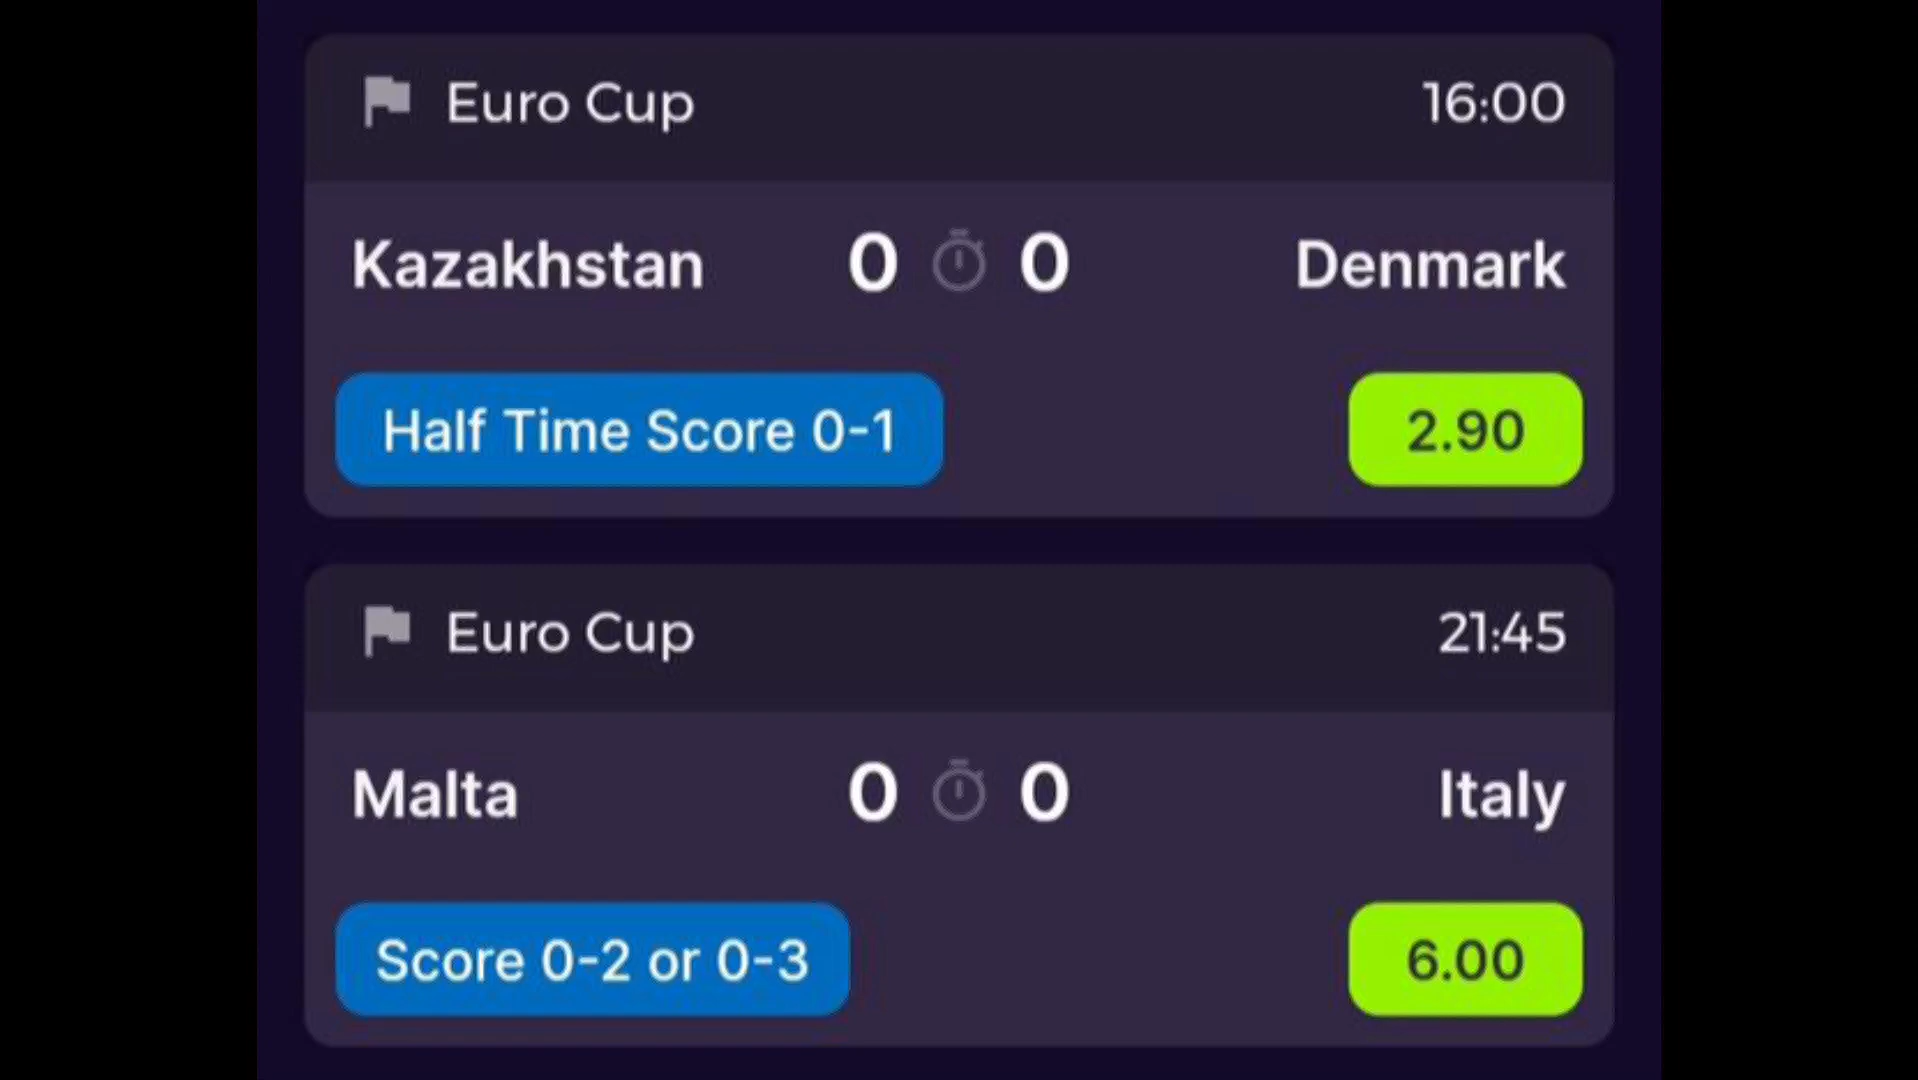 Euro Cup 16:00
Kazakhstan 0 0 Denmark
Half Time Score 0-1 2.90
Euro Cup 21:45
Malta 0 0 Italy
Score 0-2 or 0-3 6.00